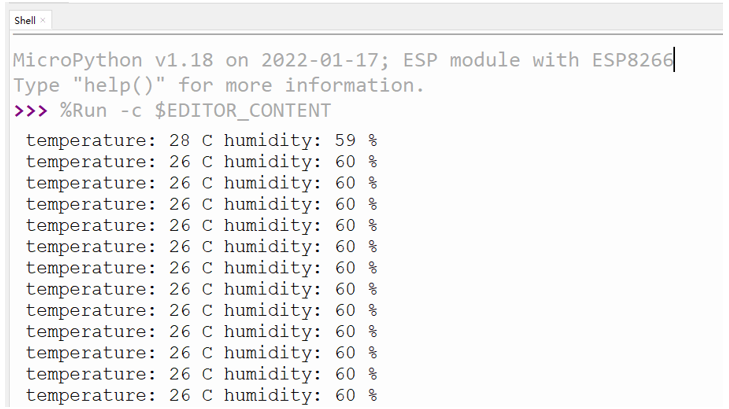 Shell ×
MicroPython v1.18 on 2022-01-17; ESP module with ESP8266
Type "help()" for more information.
>>> %Run -c $EDITOR_CONTENT
temperature: 28 C humidity: 59 %
temperature: 26 C humidity: 60 %
temperature: 26 C humidity: 60 %
temperature: 26 C humidity: 60 %
temperature: 26 C humidity: 60 %
temperature: 26 C humidity: 60 %
temperature: 26 C humidity: 60 %
temperature: 26 C humidity: 60 %
temperature: 26 C humidity: 60 %
temperature: 26 C humidity: 60 %
temperature: 26 C humidity: 60 %
temperature: 26 C humidity: 60 %
temperature: 26 C humidity: 60 %